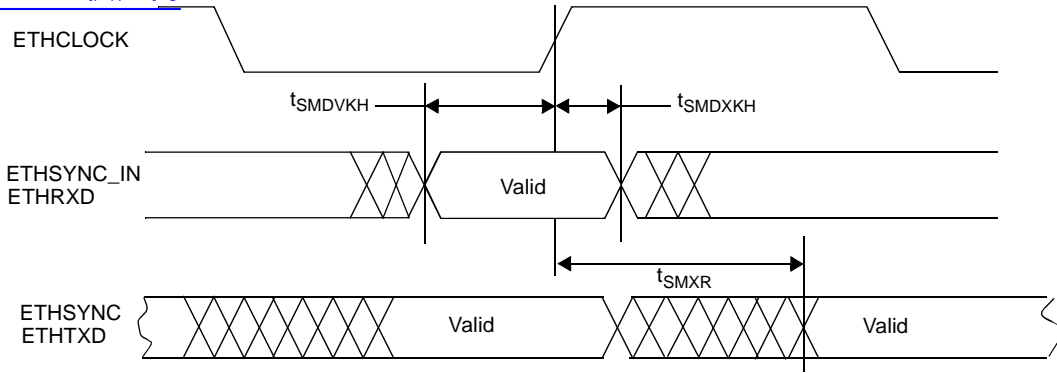 ETHCLOCK
tSMDVKH
tSMDXKH
ETHSYNC_IN
ETHRXD
Valid
tSMXR
ETHSYNC
ETHTXD
Valid
Valid